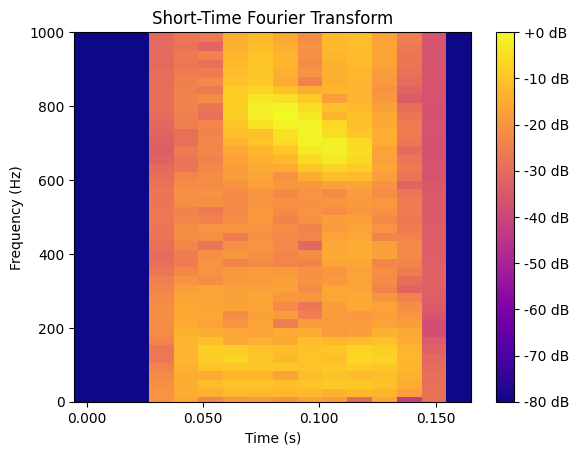 Short-Time Fourier Transform
1000
800
600
400
200
0
Frequency (Hz)
0.000
0.050
0.100
0.150
Time (s)
+0 dB
-10 dB
-20 dB
-30 dB
-40 dB
-50 dB
-60 dB
-70 dB
-80 dB